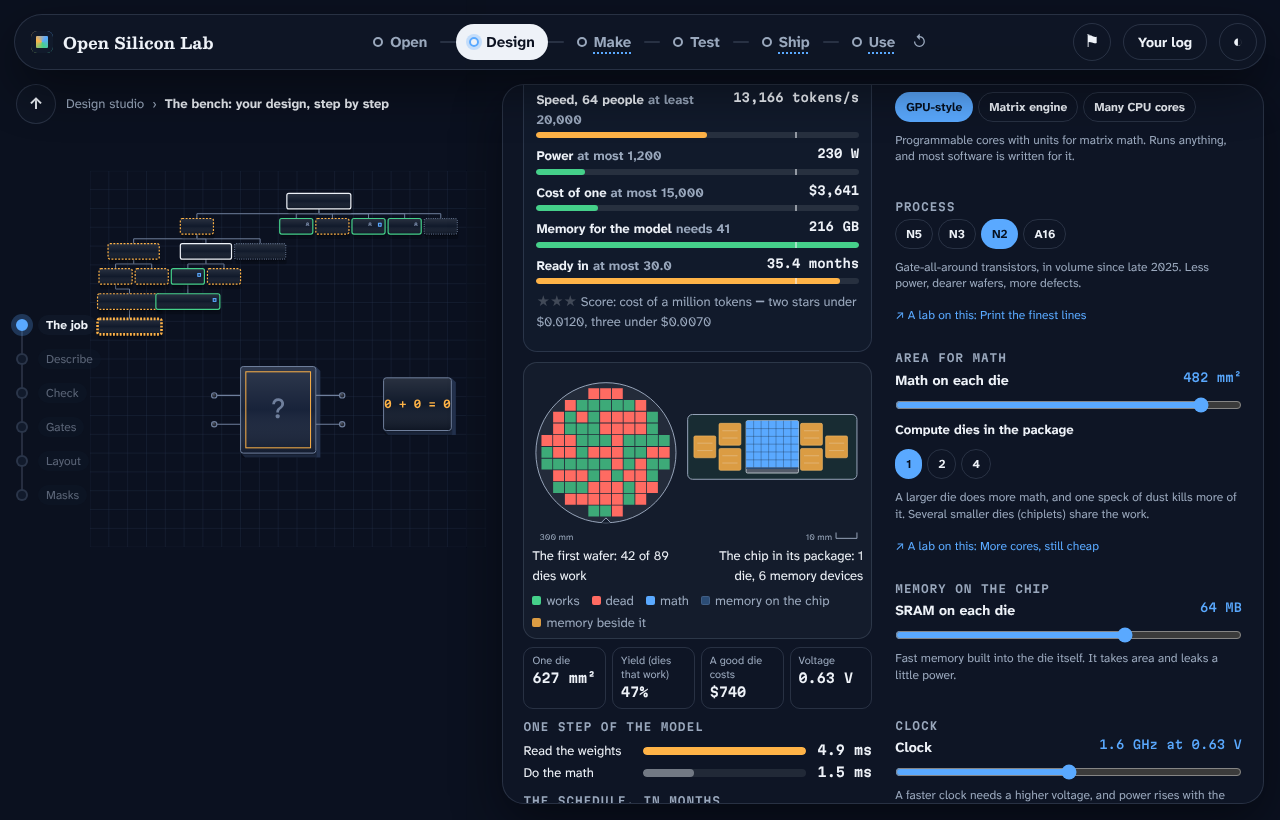 Open Silicon Lab
Open
Design
Make
Test
Ship
Use
Your log
Design studio › The bench: your design, step by step
The job
Describe
Check
Gates
Layout
Masks
?
0 + 0 = 0
Speed, 64 people at least 20,000
13,166 tokens/s
Power at most 1,200
230 W
Cost of one at most 15,000
$3,641
Memory for the model needs 41
216 GB
Ready in at most 30.0
35.4 months
★★★ Score: cost of a million tokens — two stars under
$0.0120, three under $0.0070
300 mm
10 mm
The first wafer: 42 of 89
dies work
The chip in its package: 1
die, 6 memory devices
works
dead
math
memory on the chip
memory beside it
One die
627 mm²
Yield (dies
that work)
47%
A good die
costs
$740
Voltage
0.63 V
ONE STEP OF THE MODEL
Read the weights
4.9 ms
Do the math
1.5 ms
THE SCHEDULE, IN MONTHS
GPU-style
Matrix engine
Many CPU cores
Programmable cores with units for matrix math. Runs anything,
and most software is written for it.
PROCESS
N5
N3
N2
A16
Gate-all-around transistors, in volume since late 2025. Less
power, dearer wafers, more defects.
↗ A lab on this: Print the finest lines
AREA FOR MATH
Math on each die
482 mm²
Compute dies in the package
1
2
4
A larger die does more math, and one speck of dust kills more of
it. Several smaller dies (chiplets) share the work.
↗ A lab on this: More cores, still cheap
MEMORY ON THE CHIP
SRAM on each die
64 MB
Fast memory built into the die itself. It takes area and leaks a
little power.
CLOCK
Clock
1.6 GHz at 0.63 V
A faster clock needs a higher voltage, and power rises with the